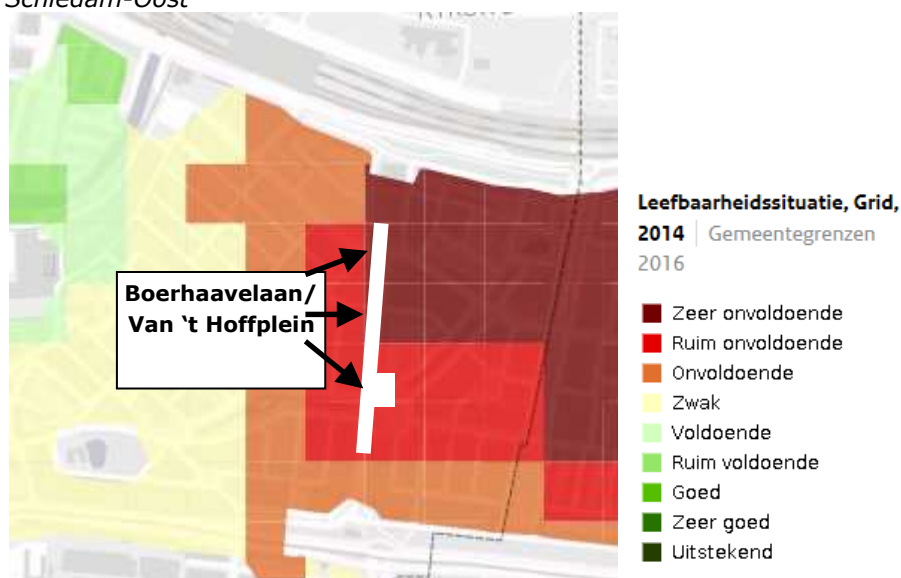 Schiedam-Oost
Boerhaavelaan/
Van ‘t Hoffplein
Leefbaarheidssituatie, Grid,
2014 | Gemeentegrenzen
2016
Zeer onvoldoende
Ruim onvoldoende
Onvoldoende
Zwak
Voldoende
Ruim voldoende
Goed
Zeer goed
Uitstekend